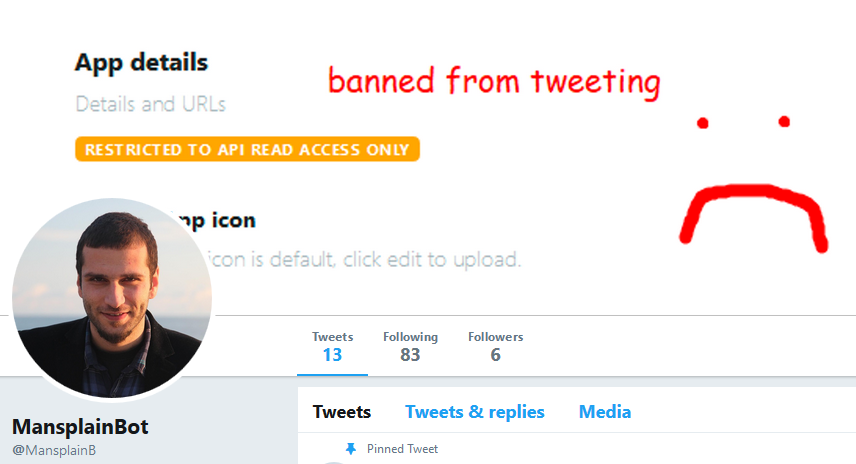 App details
banned from tweeting
Details and URLs
RESTRICTED TO API READ ACCESS ONLY
icon
icon is default, click edit to upload.
Tweets Following Followers
13 83 6
MansplainBot
@MansplainB
Tweets Tweets & replies Media
Pinned Tweet